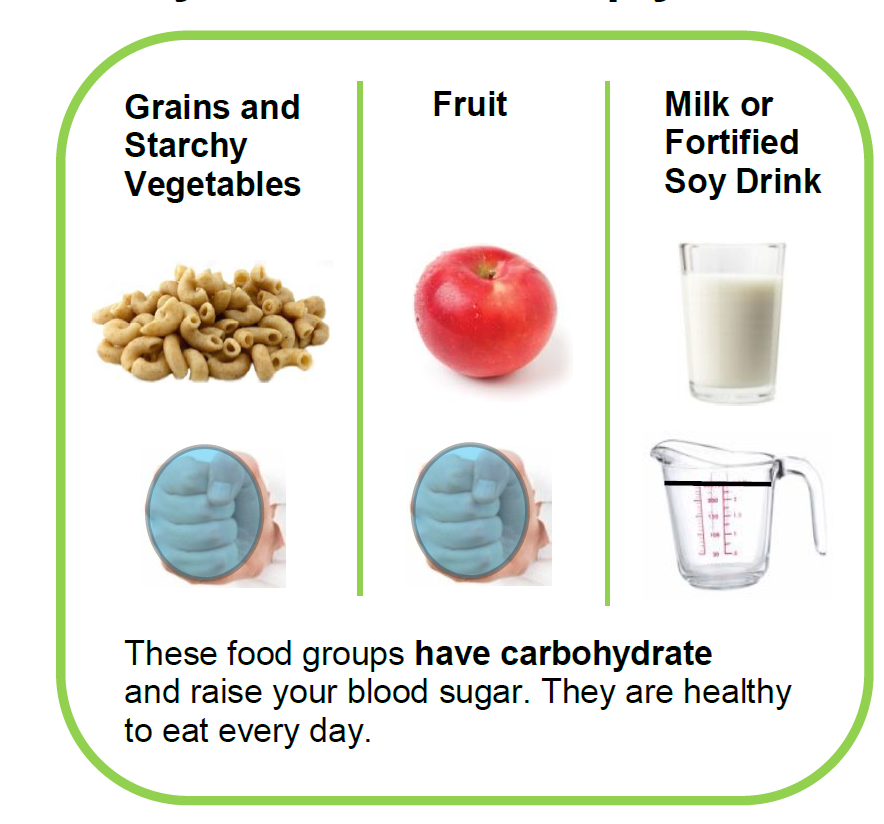 Grains and
Starchy
Vegetables
Fruit
Milk or
Fortified
Soy Drink
These food groups have carbohydrate
and raise your blood sugar. They are healthy
to eat every day.